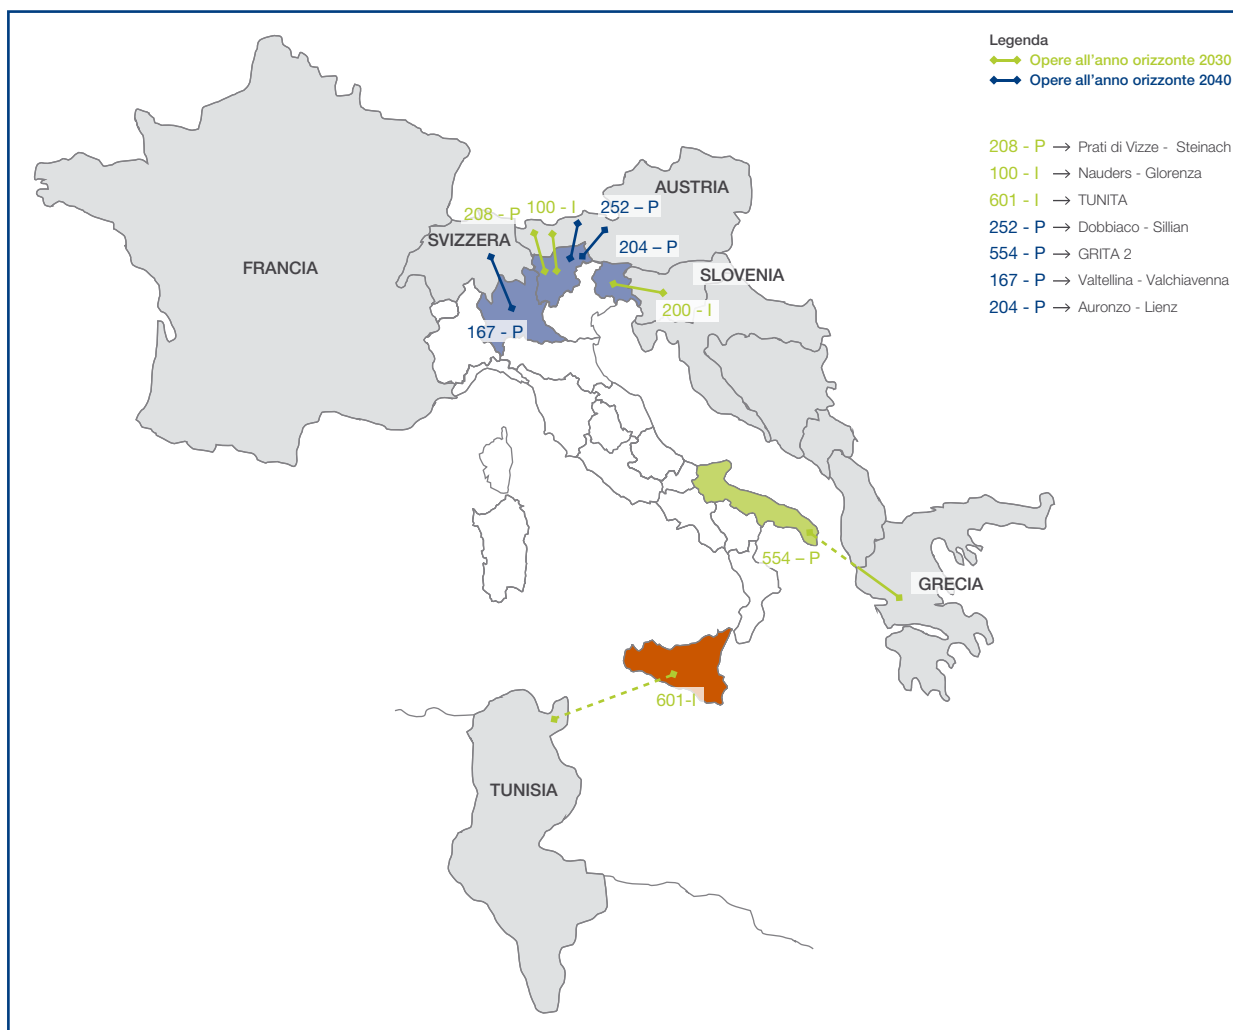 Legenda
Opere all'anno orizzonte 2030
Opere all'anno orizzonte 2040
208 - P → Prati di Vizze - Steinach
100 - I → Nauders - Glorenza
601 - I → TUNITA
252 - P → Dobbiaco - Sillian
554 - P → GRITA 2
167 - P → Valtellina - Valchiavenna
204 - P → Auronzo - Lienz
AUSTRIA
208 - P
100 - I
252 – P
SVIZZERA
204 – P
FRANCIA
SLOVENIA
200 - I
167 - P
554 – P
GRECIA
601-I
TUNISIA